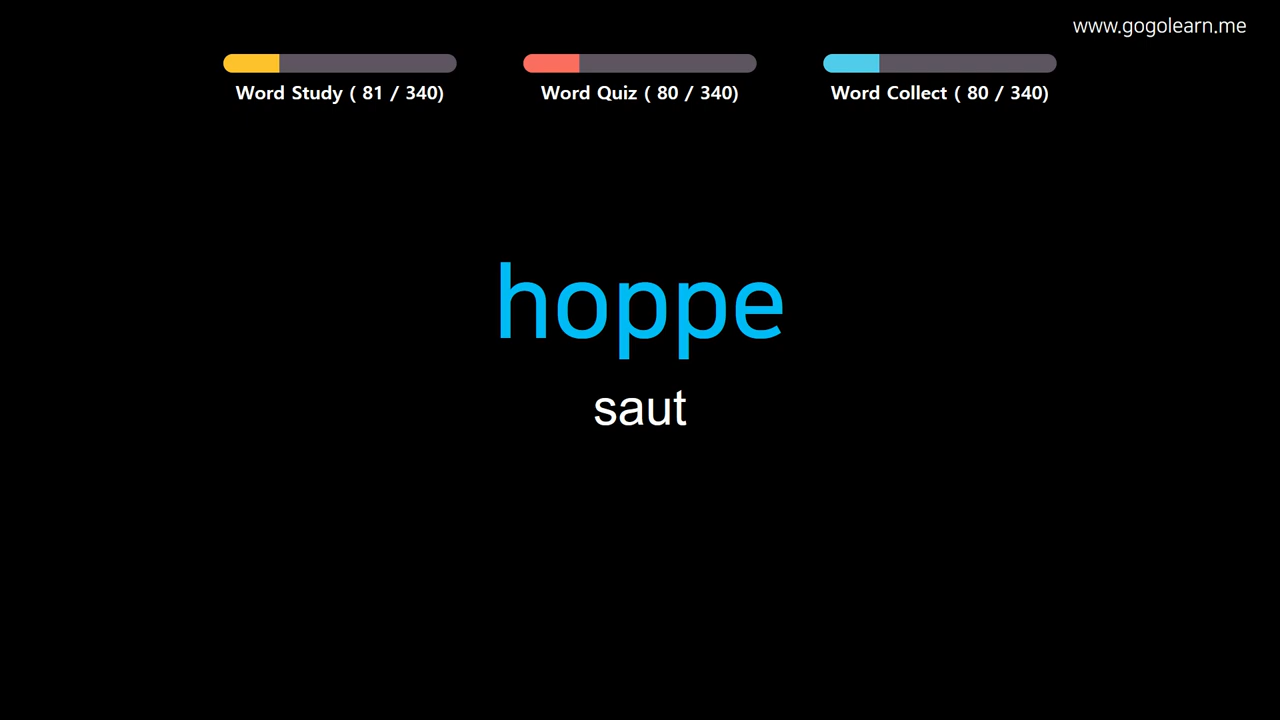 www.gogolearn.me
Word Study ( 81 / 340)
Word Quiz ( 80 / 340)
Word Collect ( 80 / 340)
hoppe
saut